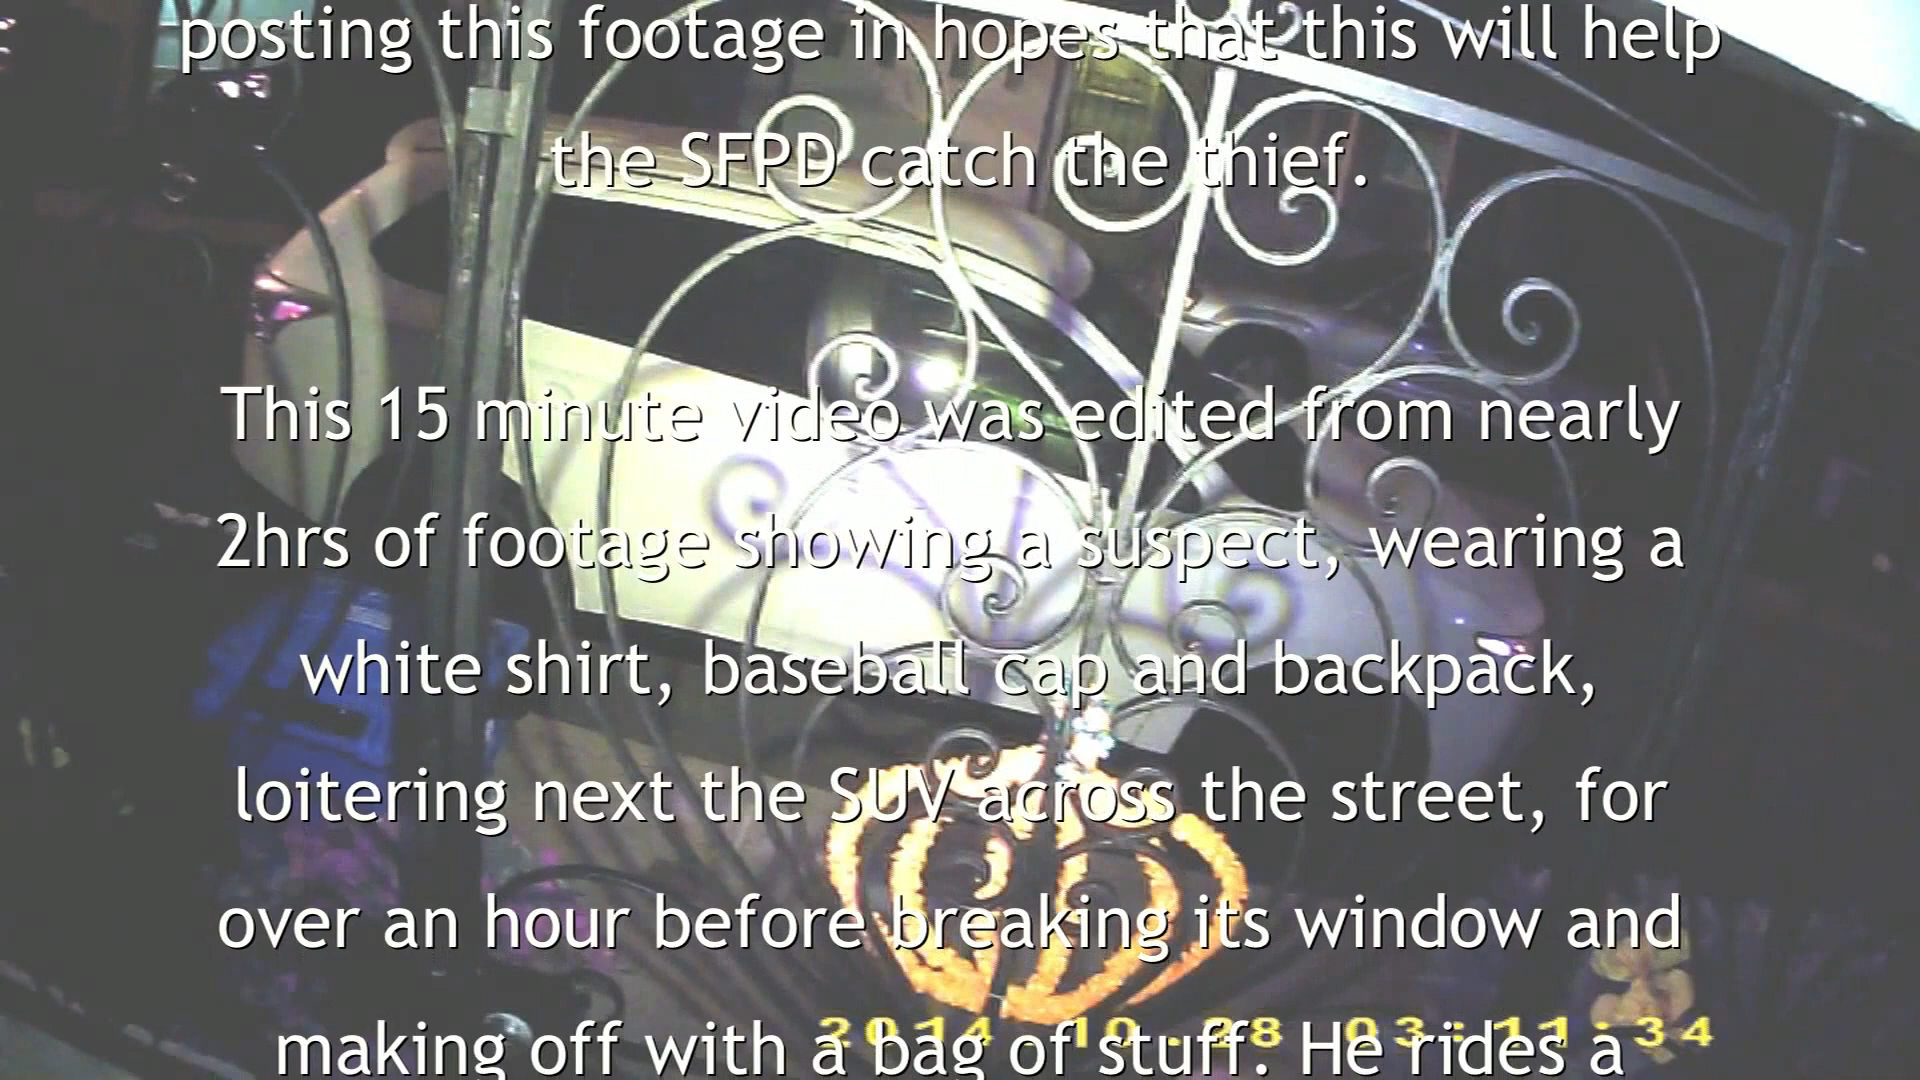 posting this footage in hopes that this will help
the SFPD catch the thief.
This 15 minute video was edited from nearly
2hrs of footage showing a suspect, wearing a
white shirt, baseball cap and backpack,
loitering next the SUV across the street, for
over an hour before breaking its window and
making off with a bag of stuff. He rides a
2014 10.28 03:11:34